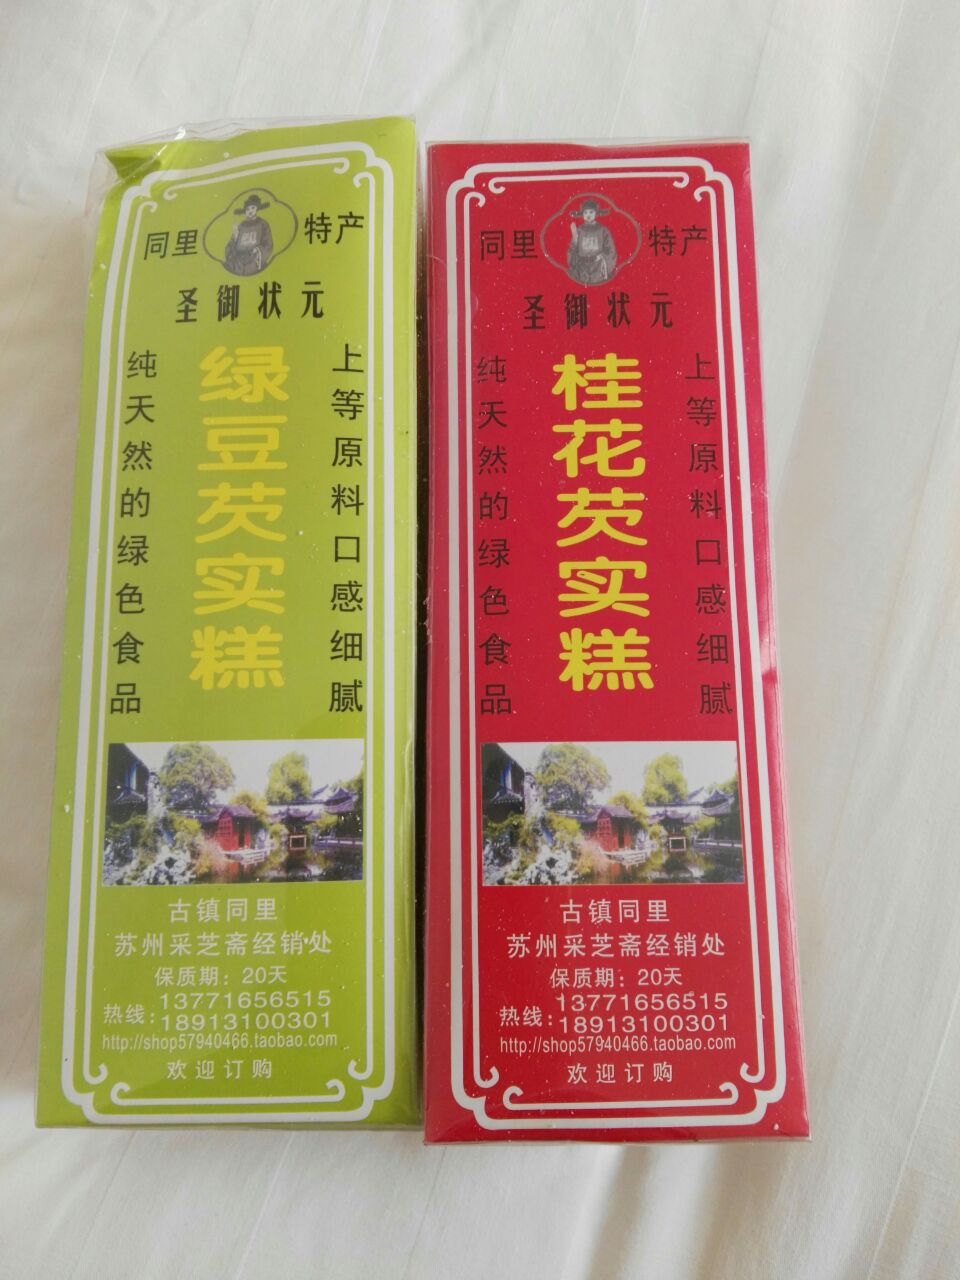 同里 特产
圣御状元
上等原料口感细腻
绿豆芡实糕
纯天然的绿色食品
古镇同里
苏州采芝斋经销处
保质期：20天
热线：13771656515
18913100301
http://shop57940466.taobao.com
欢迎订购
同里 特产
圣御状元
上等原料口感细腻
桂花芡实糕
纯天然的绿色食品
古镇同里
苏州采芝斋经销处
保质期：20天
热线：13771656515
18913100301
http://shop57940466.taobao.com
欢迎订购